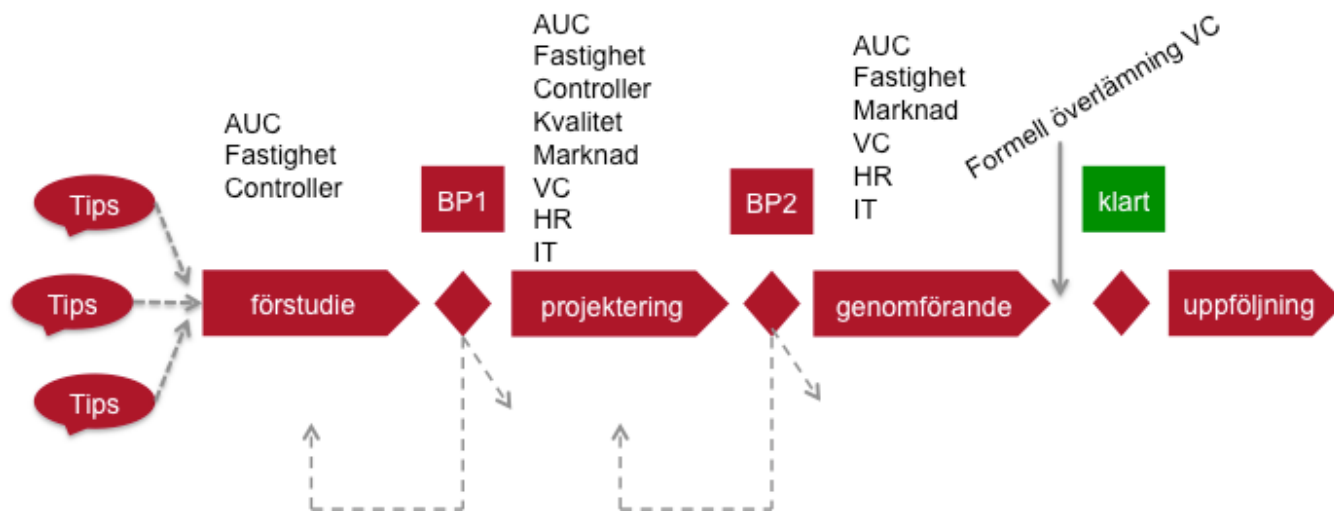 Tips
Tips
Tips
AUC
Fastighet
Controller
förstudie
BP1
AUC
Fastighet
Controller
Kvalitet
Marknad
VC
HR
IT
projektering
BP2
AUC
Fastighet
Marknad
VC
HR
IT
genomförande
Formell överlämning VC
klart
uppföljning